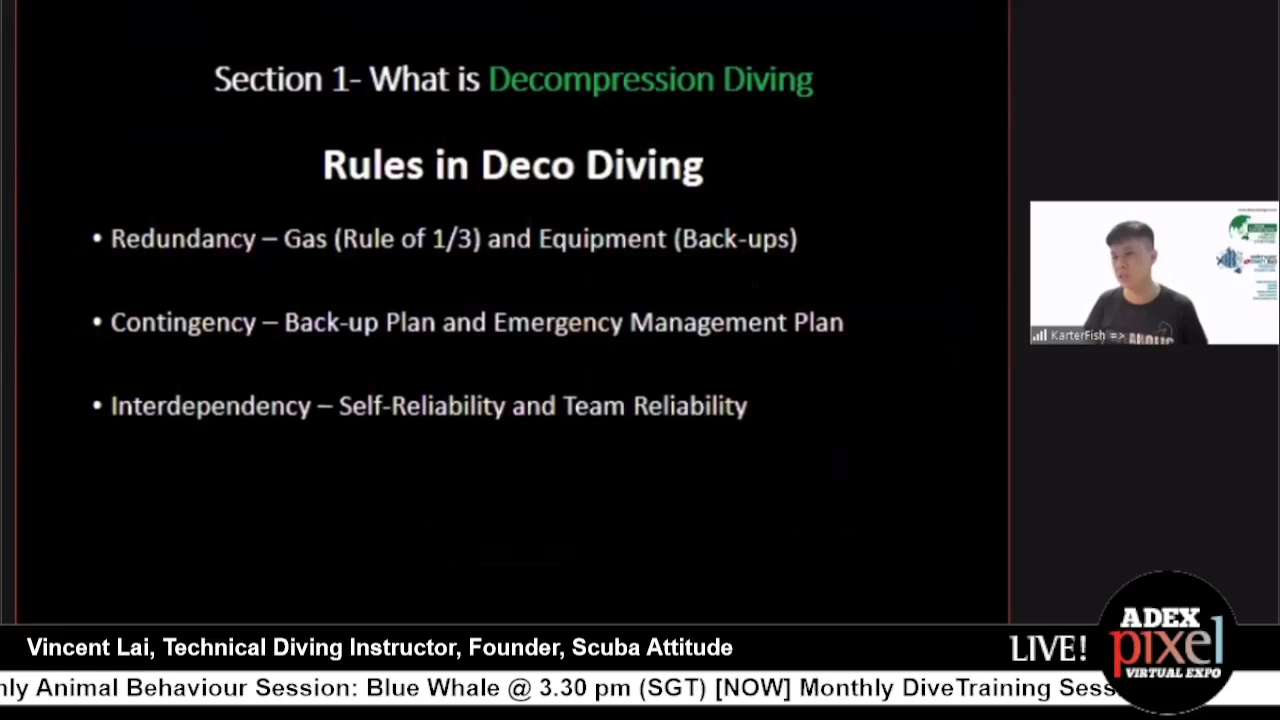 Section 1- What is Decompression Diving
Rules in Deco Diving
• Redundancy – Gas (Rule of 1/3) and Equipment (Back-ups)
• Contingency – Back-up Plan and Emergency Management Plan
• Interdependency – Self-Reliability and Team Reliability
KarterFish =>
Vincent Lai, Technical Diving Instructor, Founder, Scuba Attitude
LIVE!
ADEX
pixel
VIRTUAL EXPO
Animal Behaviour Session: Blue Whale @ 3.30 pm (SGT) [NOW] Monthly DiveTraining